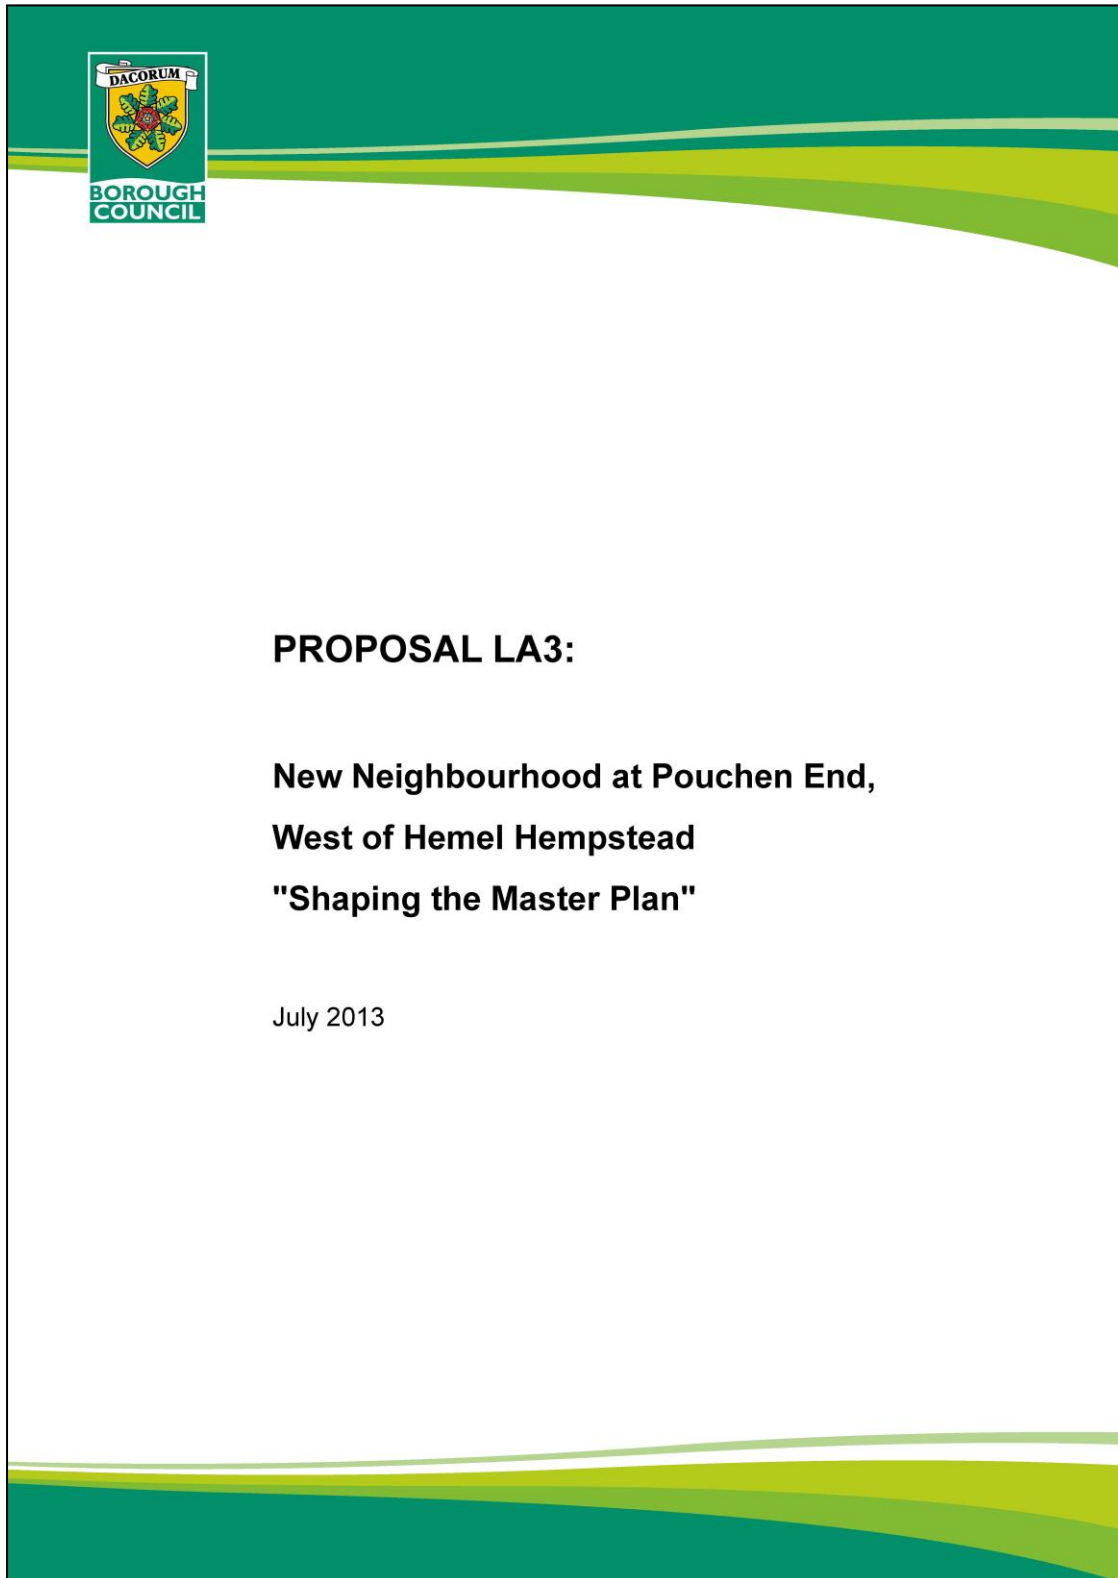 DACORUM
BOROUGH
COUNCIL
PROPOSAL LA3:
New Neighbourhood at Pouchen End,
West of Hemel Hempstead
"Shaping the Master Plan"
July 2013